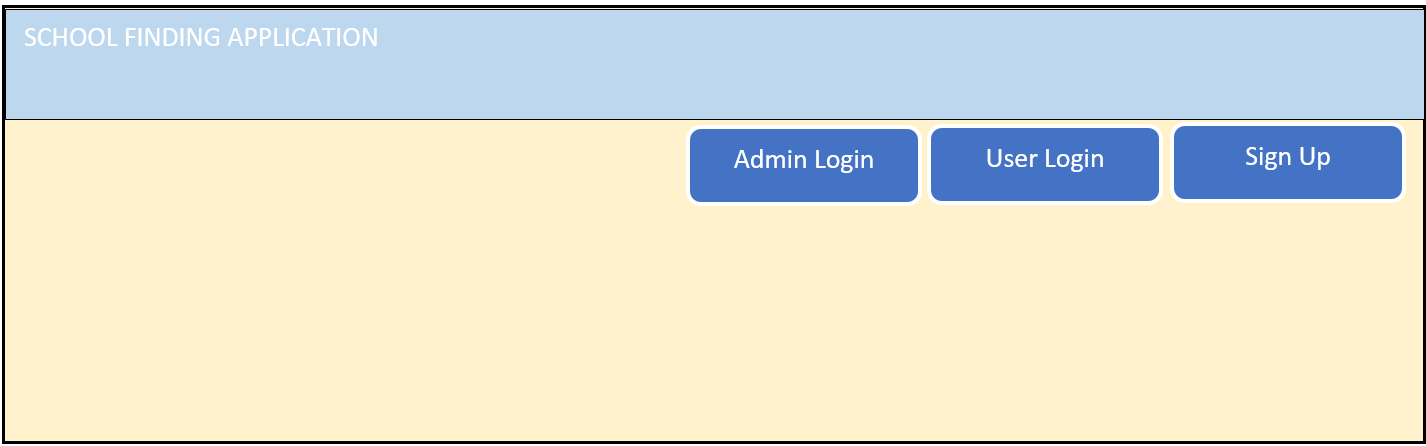 SCHOOL FINDING APPLICATION
Admin Login
User Login
Sign Up